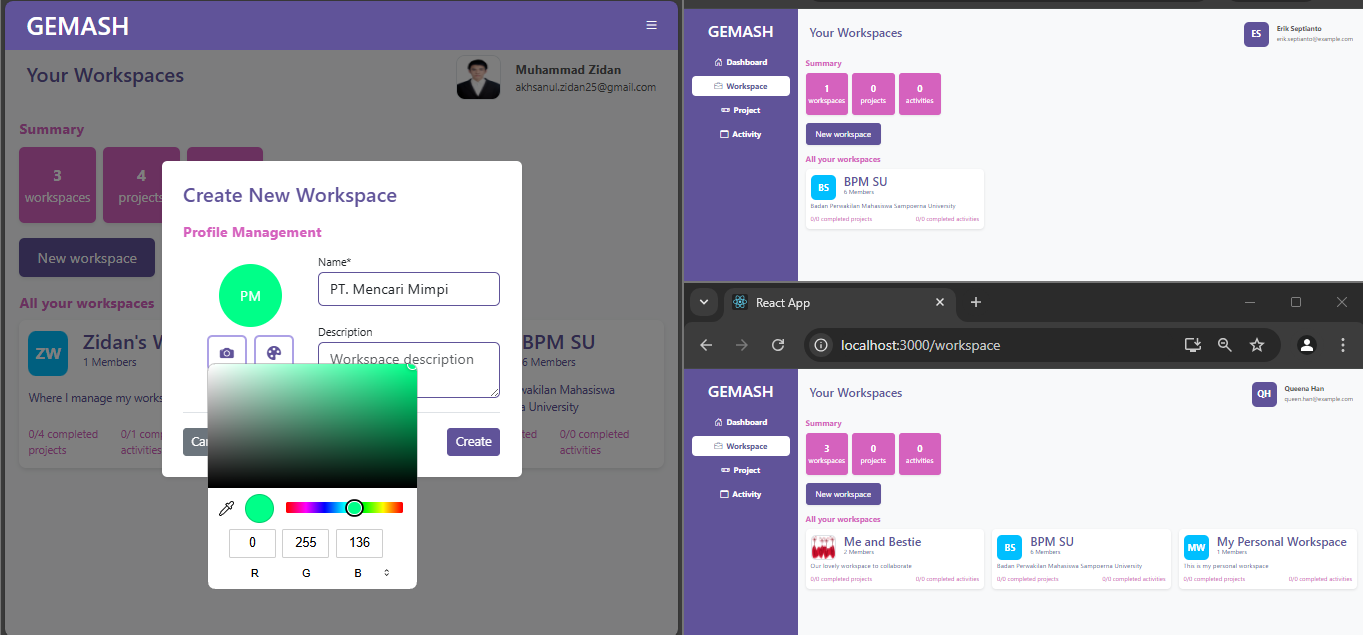 GEMASH
Your Workspaces
Muhammad Zidan
akhsanul.zidan25@gmail.com
Summary
3
workspaces
4
projects
New workspace
All your workspaces
ZW
Zidan's W
1 Members
Where I manage my works
0/4 completed
projects
0/1 comp
activities
BPM SU
6 Members
wakilan Mahasiswa
a University
ted
0/0 completed
activities
Create New Workspace
Profile Management
PM
Name*
PT. Mencari Mimpi
Description
Workspace description
Can
Create
0
255
136
R
G
B
GEMASH
Dashboard
Workspace
Project
Activity
Your Workspaces
ES
Erik Septianto
erik.septianto@example.com
Summary
1
workspaces
0
projects
0
activities
New workspace
All your workspaces
BS
BPM SU
6 Members
Badan Perwakilan Mahasiswa Sampoerna University
0/0 completed projects
0/0 completed activities
React App
localhost:3000/workspace
GEMASH
Dashboard
Workspace
Project
Activity
Your Workspaces
QH
Queena Han
queen.han@example.com
Summary
3
workspaces
0
projects
0
activities
New workspace
All your workspaces
Me and Bestie
2 Members
Our lovely workspace to collaborate
0/0 completed projects
0/0 completed activities
BS
BPM SU
6 Members
Badan Perwakilan Mahasiswa Sampoerna University
0/0 completed projects
0/0 completed activities
MW
My Personal Workspace
1 Members
This is my personal workspace
0/0 completed projects
0/0 completed activities